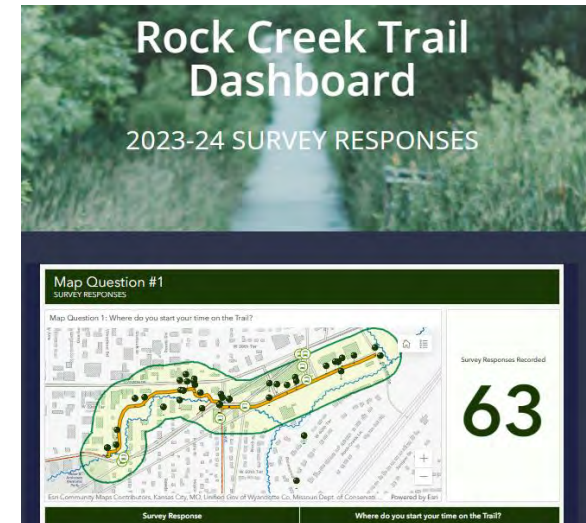 Rock Creek Trail
Dashboard
2023-24 SURVEY RESPONSES
Map Question #1
SURVEY RESPONSES
Map Question 1: Where do you start your time on the Trail?
Survey Responses Recorded
63
+
−
Esri Community Maps Contributors, Kansas City, MO, Unified Gov of Wyandotte Co, Missouri Dept. of Conservat...
Powered by Esri
Survey Response
Where do you start your time on the Trail?